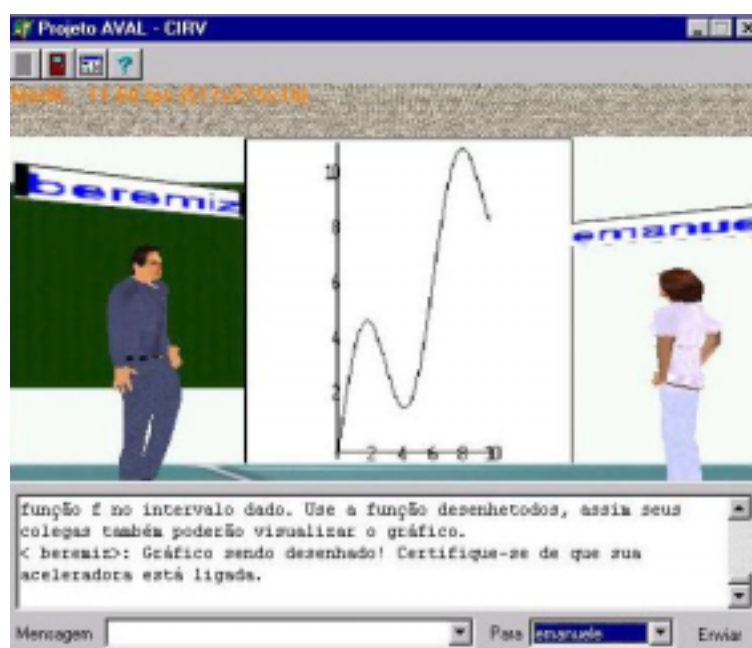 Projeto AVAL - CIRV
beremiz
emanue
10
8
6
4
2
2 4 6 8 10
função f no intervalo dado. Use a função desenhetodos, assim seus
colegas também poderão visualizar o gráfico.
< beremiz>: Gráfico sendo desenhado! Certifique-se de que sua
aceleradora está ligada.
Mensagem
Para emanuele Enviar